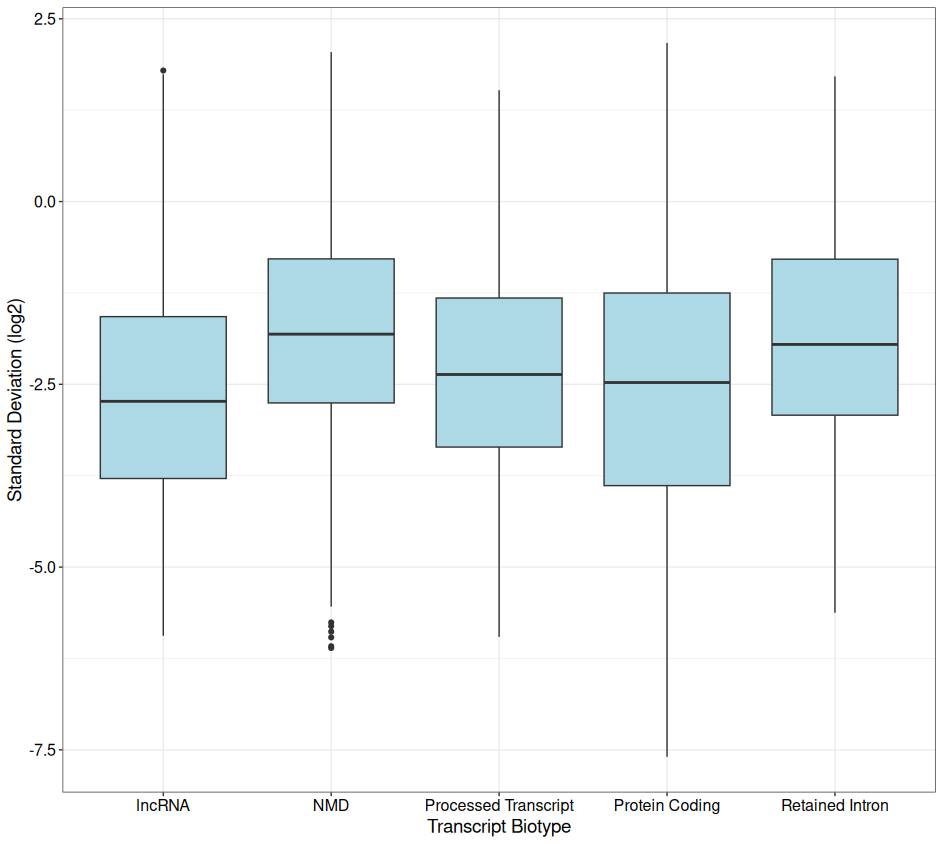 2.5
0.0
-2.5
-5.0
-7.5
Standard Deviation (log2)
lncRNA
NMD
Processed Transcript
Protein Coding
Retained Intron
Transcript Biotype